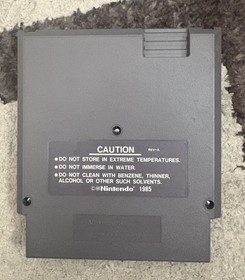 CAUTION REV-A
• DO NOT STORE IN EXTREME TEMPERATURES.
• DO NOT IMMERSE IN WATER.
• DO NOT CLEAN WITH BENZENE, THINNER,
ALCOHOL OR OTHER SUCH SOLVENTS.
©®Nintendo® 1985